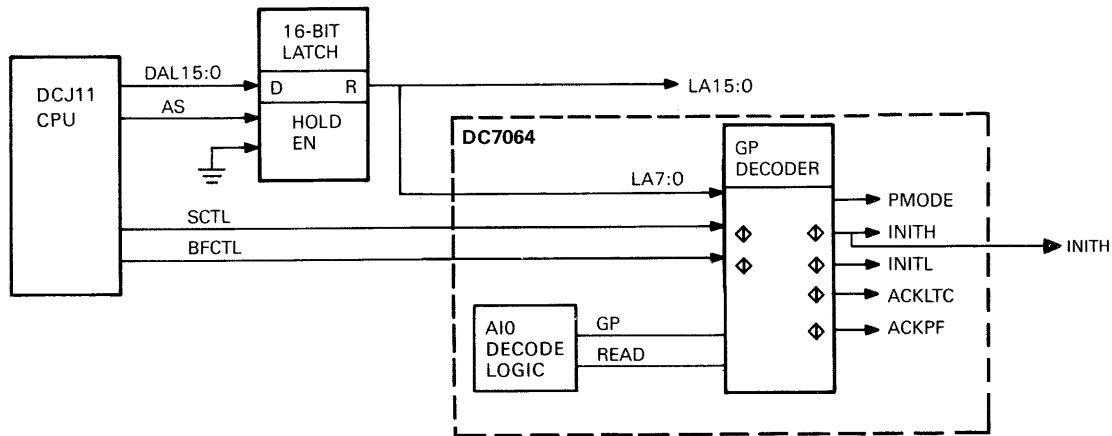 16-BIT
LATCH
DCJ11
CPU
DAL15:0
D R
LA15:0
AS
HOLD
EN
DC7064
GP
DECODER
LA7:0
PMODE
SCTL
INITH
INITH
BFCTL
INITL
ACKLTC
AI0
DECODE
LOGIC
GP
READ
ACKPF